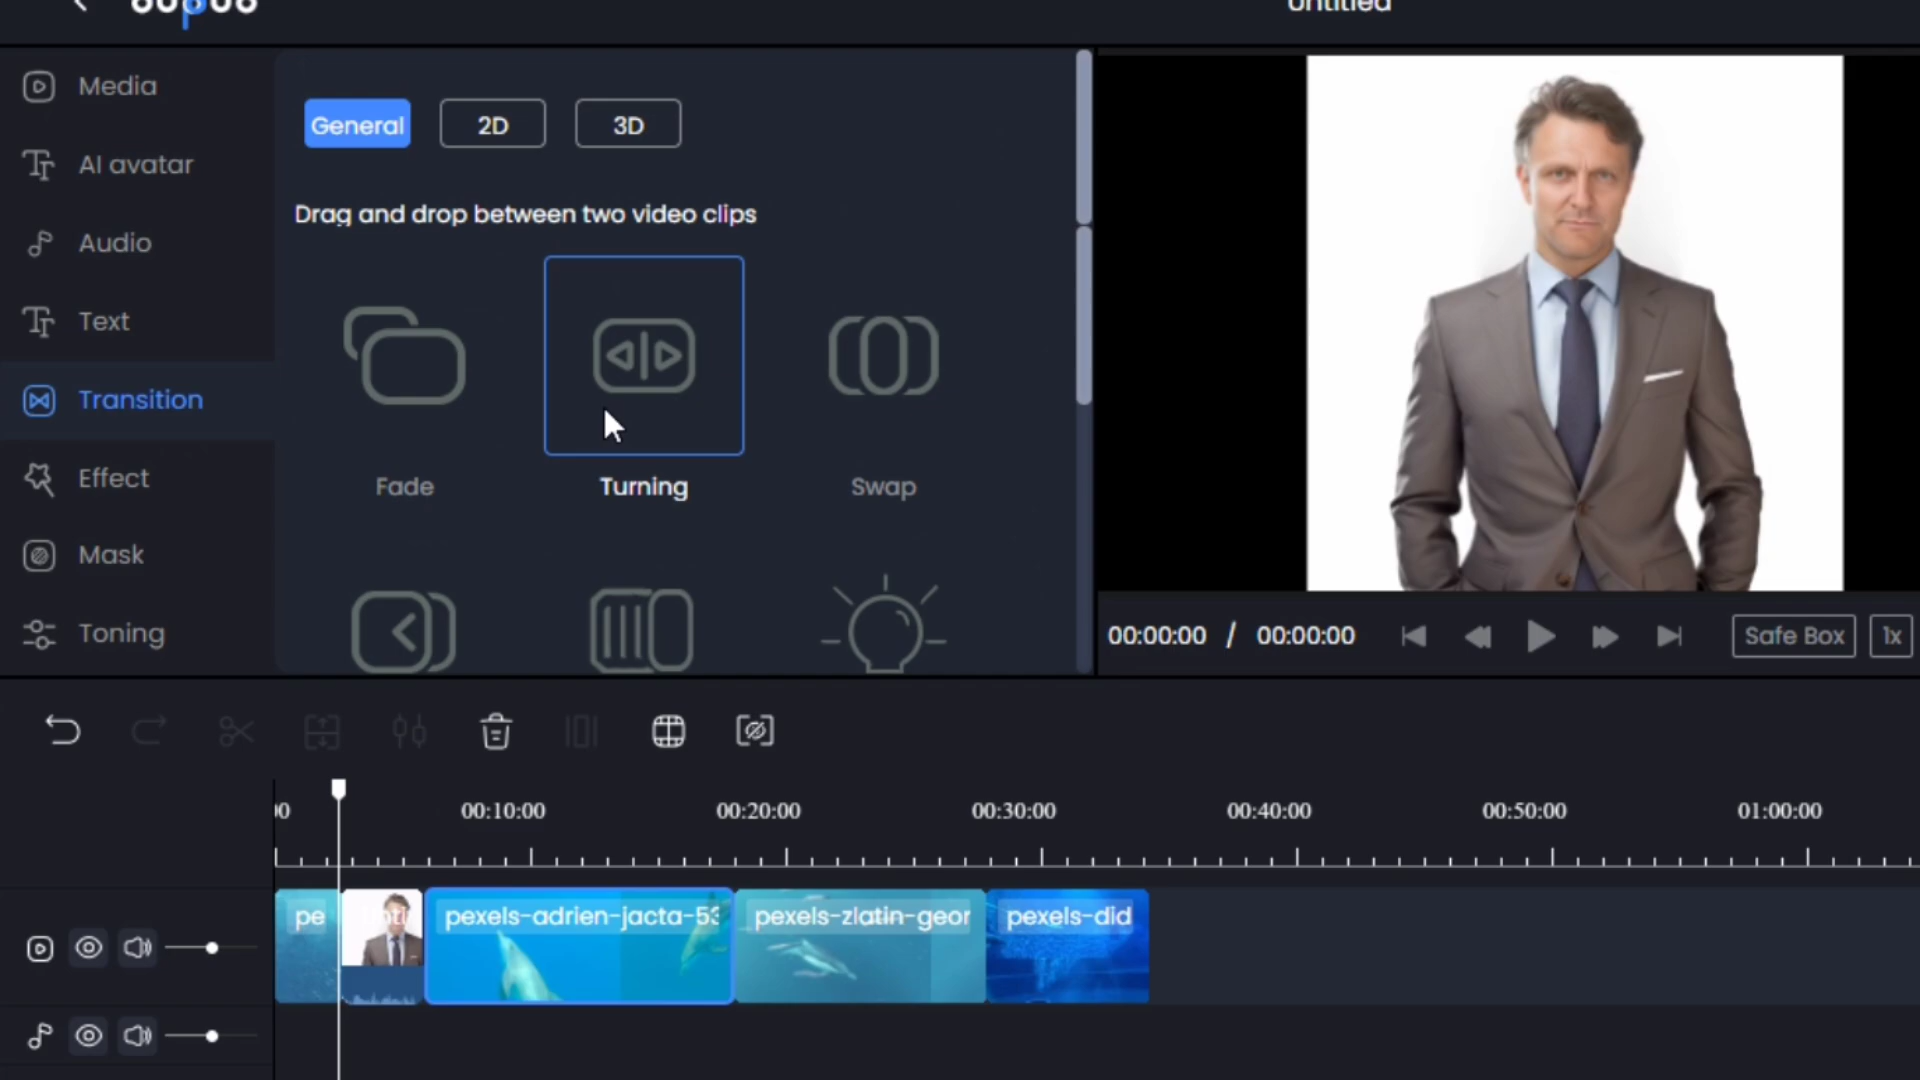 Untitled
Media
AI avatar
Audio
Text
Transition
Effect
Mask
Toning
General
2D
3D
Drag and drop between two video clips
Fade
Turning
Swap
00:00:00 / 00:00:00
Safe Box
1x
00:10:00
00:20:00
00:30:00
00:40:00
00:50:00
01:00:00
pe
pexels-adrien-jacta-53
pexels-zlatin-geor
pexels-did